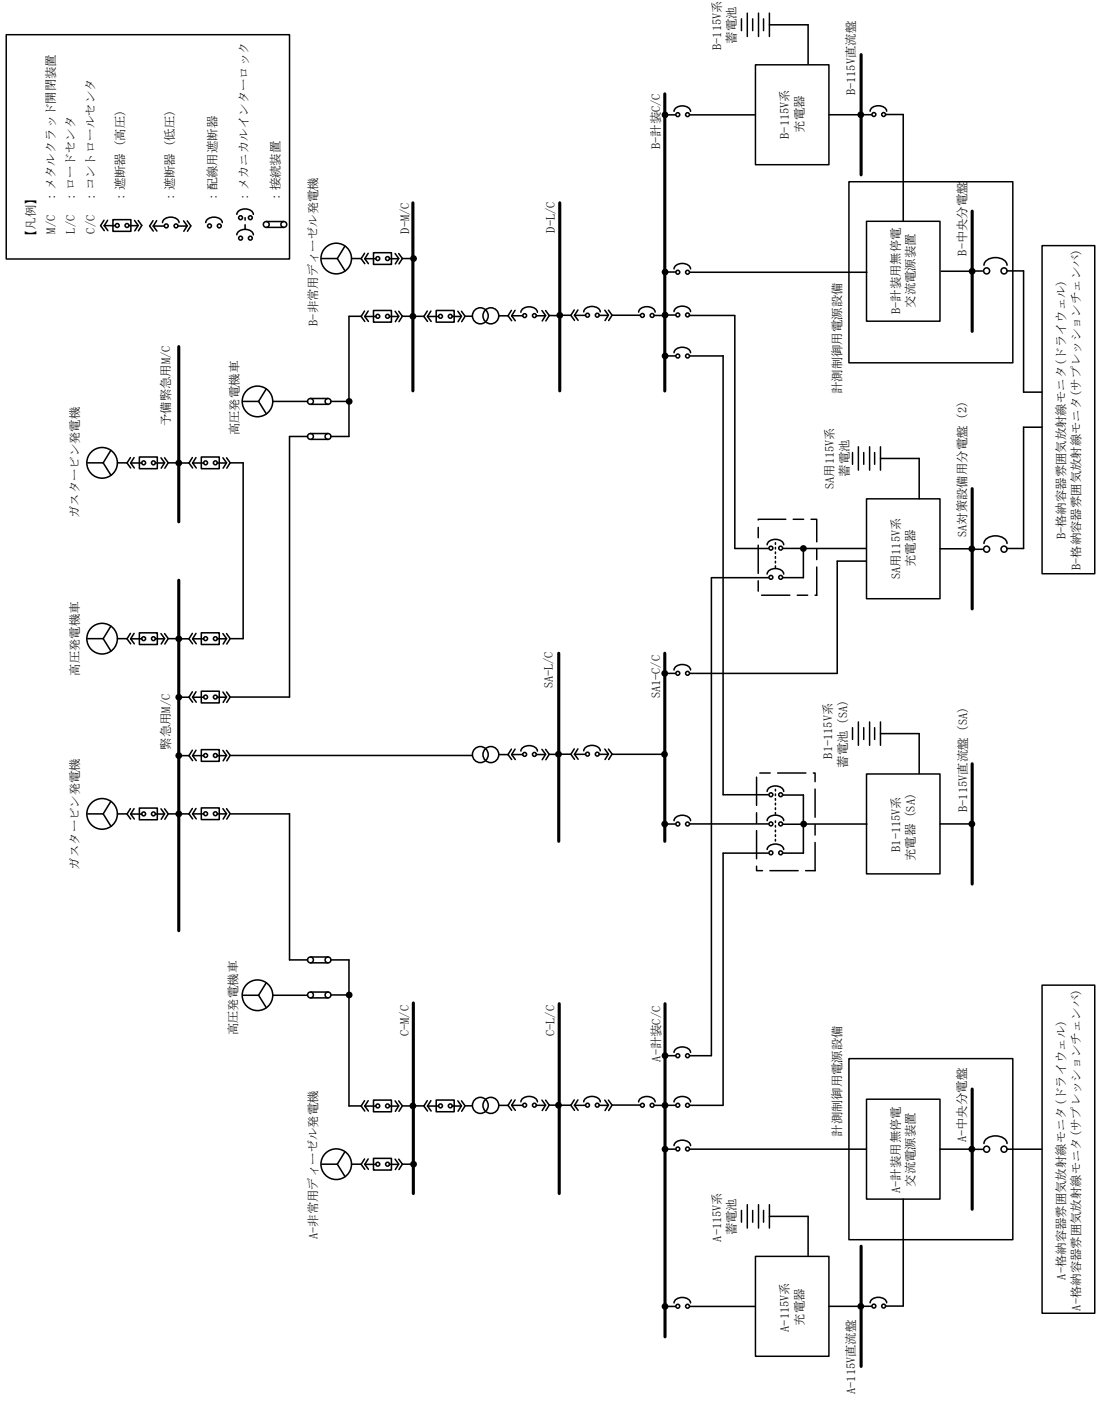 【凡例】
M/C ：メタルクラッド開閉装置
L/C ：ロードセンタ
C/C ：コントロールセンタ
：遮断器（高圧）
：遮断器（低圧）
：配線用遮断器
：メカニカルインターロック
：接続装置
ガスタービン発電機
高圧発電機車
ガスタービン発電機
緊急用M/C
予備緊急用M/C
高圧発電機車
高圧発電機車
A-非常用ディーゼル発電機
B-非常用ディーゼル発電機
C-M/C
D-M/C
C-L/C
SA-L/C
D-L/C
A-計装C/C
SA1-C/C
B-計装C/C
A-115V系
蓄電池
B1-115V系
蓄電池（SA）
SA用115V系
蓄電池
B-115V系
蓄電池
A-115V系
充電器
B1-115V系
充電器（SA）
SA用115V系
充電器
B-115V系
充電器
A-115V直流盤
B-115V直流盤（SA）
SA対策設備用分電盤（2）
B-115V直流盤
計測制御用電源設備
A-計装用無停電
交流電源装置
A-中央分電盤
計測制御用電源設備
B-計装用無停電
交流電源装置
B-中央分電盤
A-格納容器雰囲気放射線モニタ(ドライウェル)
A-格納容器雰囲気放射線モニタ(サプレッションチェンバ)
B-格納容器雰囲気放射線モニタ(ドライウェル)
B-格納容器雰囲気放射線モニタ(サプレッションチェンバ)